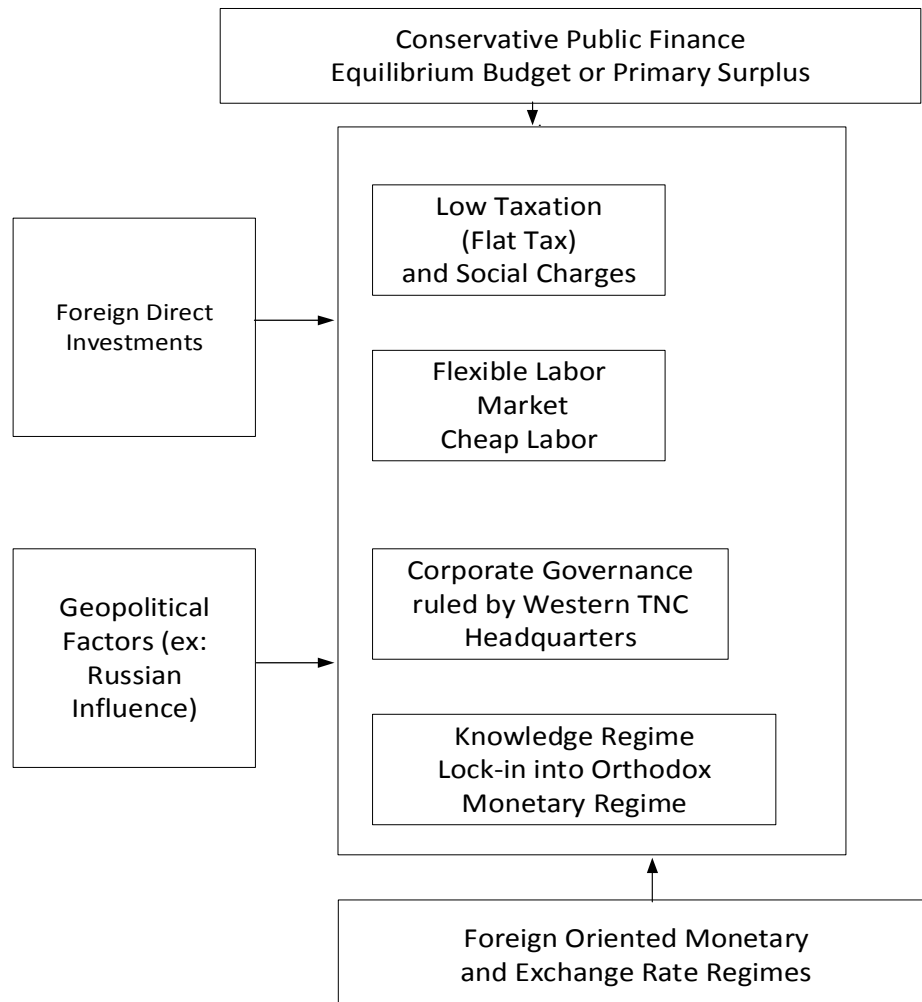 Conservative Public Finance
Equilibrium Budget or Primary Surplus
Low Taxation
(Flat Tax)
and Social Charges
Foreign Direct
Investments
Flexible Labor
Market
Cheap Labor
Corporate Governance
ruled by Western TNC
Headquarters
Geopolitical
Factors (ex:
Russian
Influence)
Knowledge Regime
Lock-in into Orthodox
Monetary Regime
Foreign Oriented Monetary
and Exchange Rate Regimes